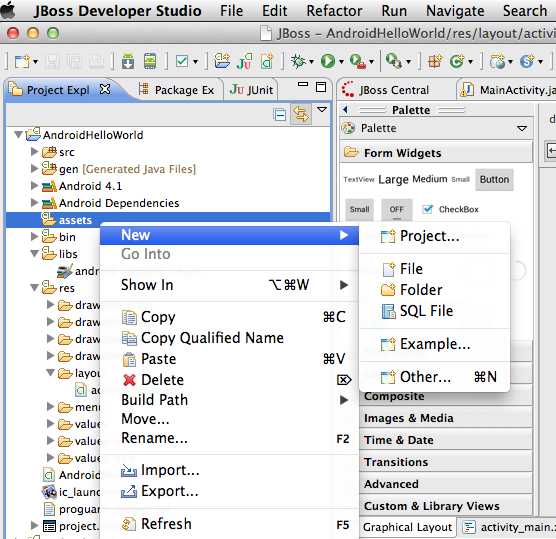 JBoss Developer Studio File Edit Refactor Run Navigate Search
JBoss – AndroidHelloWorld/res/layout/activi
Project Expl Package Ex JUnit JBoss Central MainActivity.ja
Palette
AndroidHelloWorld Palette
src Form Widgets
gen [Generated Java Files]
Android 4.1 TextView Large Medium Small Button
Android Dependencies
assets Small OFF CheckBox
bin New Project...
libs Go Into
andro File
res Show In ⌥⌘W Folder
draw SQL File
draw Copy ⌘C
draw Copy Qualified Name Example...
draw Paste ⌘V
layou Delete Other... ⌘N
ac Build Path Composite
menu Move... Images & Media
value Rename... F2 Time & Date
value
value Import... Transitions
Android Export... Advanced
ic_launc Custom & Library Views
proguar Refresh F5 Graphical Layout activity_main.x
project.